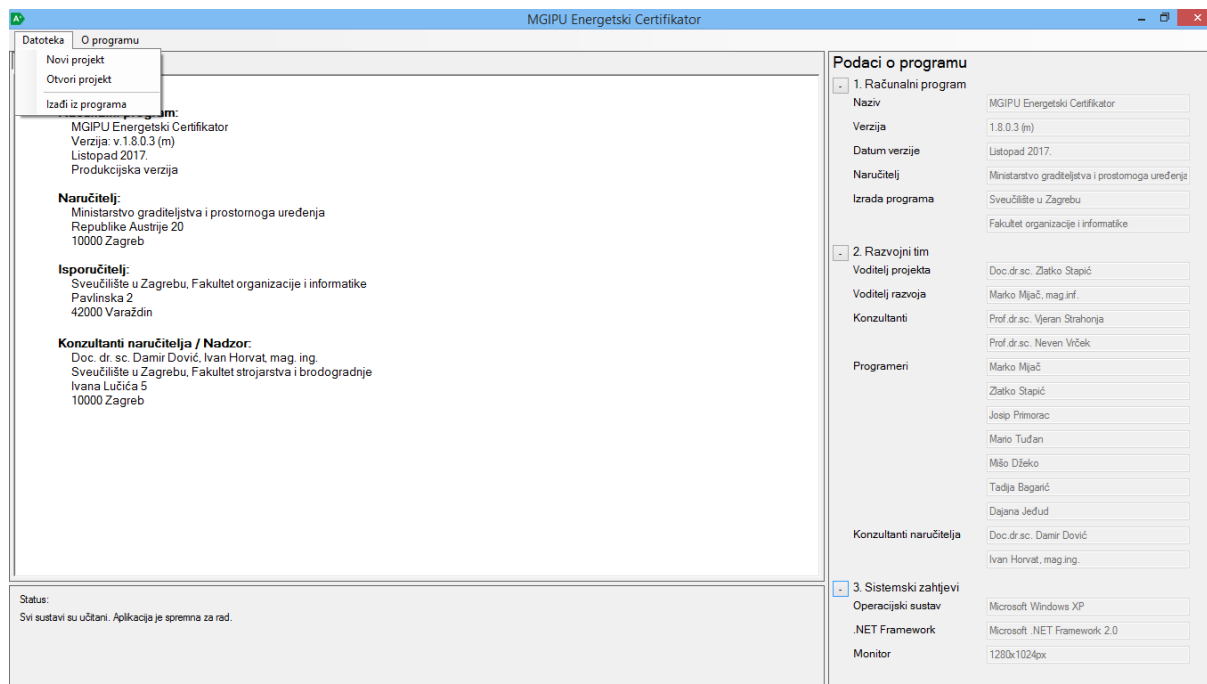 MGIPU Energetski Certifikator
Datoteka O programu
Novi projekt
Otvori projekt
Izađi iz programa
MGIPU Energetski Certifikator
Verzija: v.1.8.0.3 (m)
Listopad 2017.
Produkcijska verzija
Naručitelj:
Ministarstvo graditeljstva i prostornoga uređenja
Republike Austrije 20
10000 Zagreb
Isporučitelj:
Sveučilište u Zagrebu, Fakultet organizacije i informatike
Pavlinska 2
42000 Varaždin
Konzultanti naručitelja / Nadzor:
Doc. dr. sc. Damir Dović, Ivan Horvat, mag. ing.
Sveučilište u Zagrebu, Fakultet strojarstva i brodogradnje
Ivana Lučića 5
10000 Zagreb
Status:
Svi sustavi su učitani. Aplikacija je spremna za rad.
Podaci o programu
- 1. Računalni program
Naziv MGIPU Energetski Certifikator
Verzija 1.8.0.3 (m)
Datum verzije Listopad 2017.
Naručitelj Ministarstvo graditeljstva i prostornoga uređenja
Izrada programa Sveučilište u Zagrebu
Fakultet organizacije i informatike
- 2. Razvojni tim
Voditelj projekta Doc.dr.sc. Zlatko Stapić
Voditelj razvoja Marko Mijač, mag.inf.
Konzultanti Prof.dr.sc. Vjeran Strahonja
Prof.dr.sc. Neven Vrček
Programeri Marko Mijač
Zlatko Stapić
Josip Primorac
Mario Tuđan
Mišo Džeko
Tadija Bagarić
Dajana Jeđud
Konzultanti naručitelja Doc.dr.sc. Damir Dović
Ivan Horvat, mag.ing.
- 3. Sistemski zahtjevi
Operacijski sustav Microsoft Windows XP
.NET Framework Microsoft .NET Framework 2.0
Monitor 1280x1024px